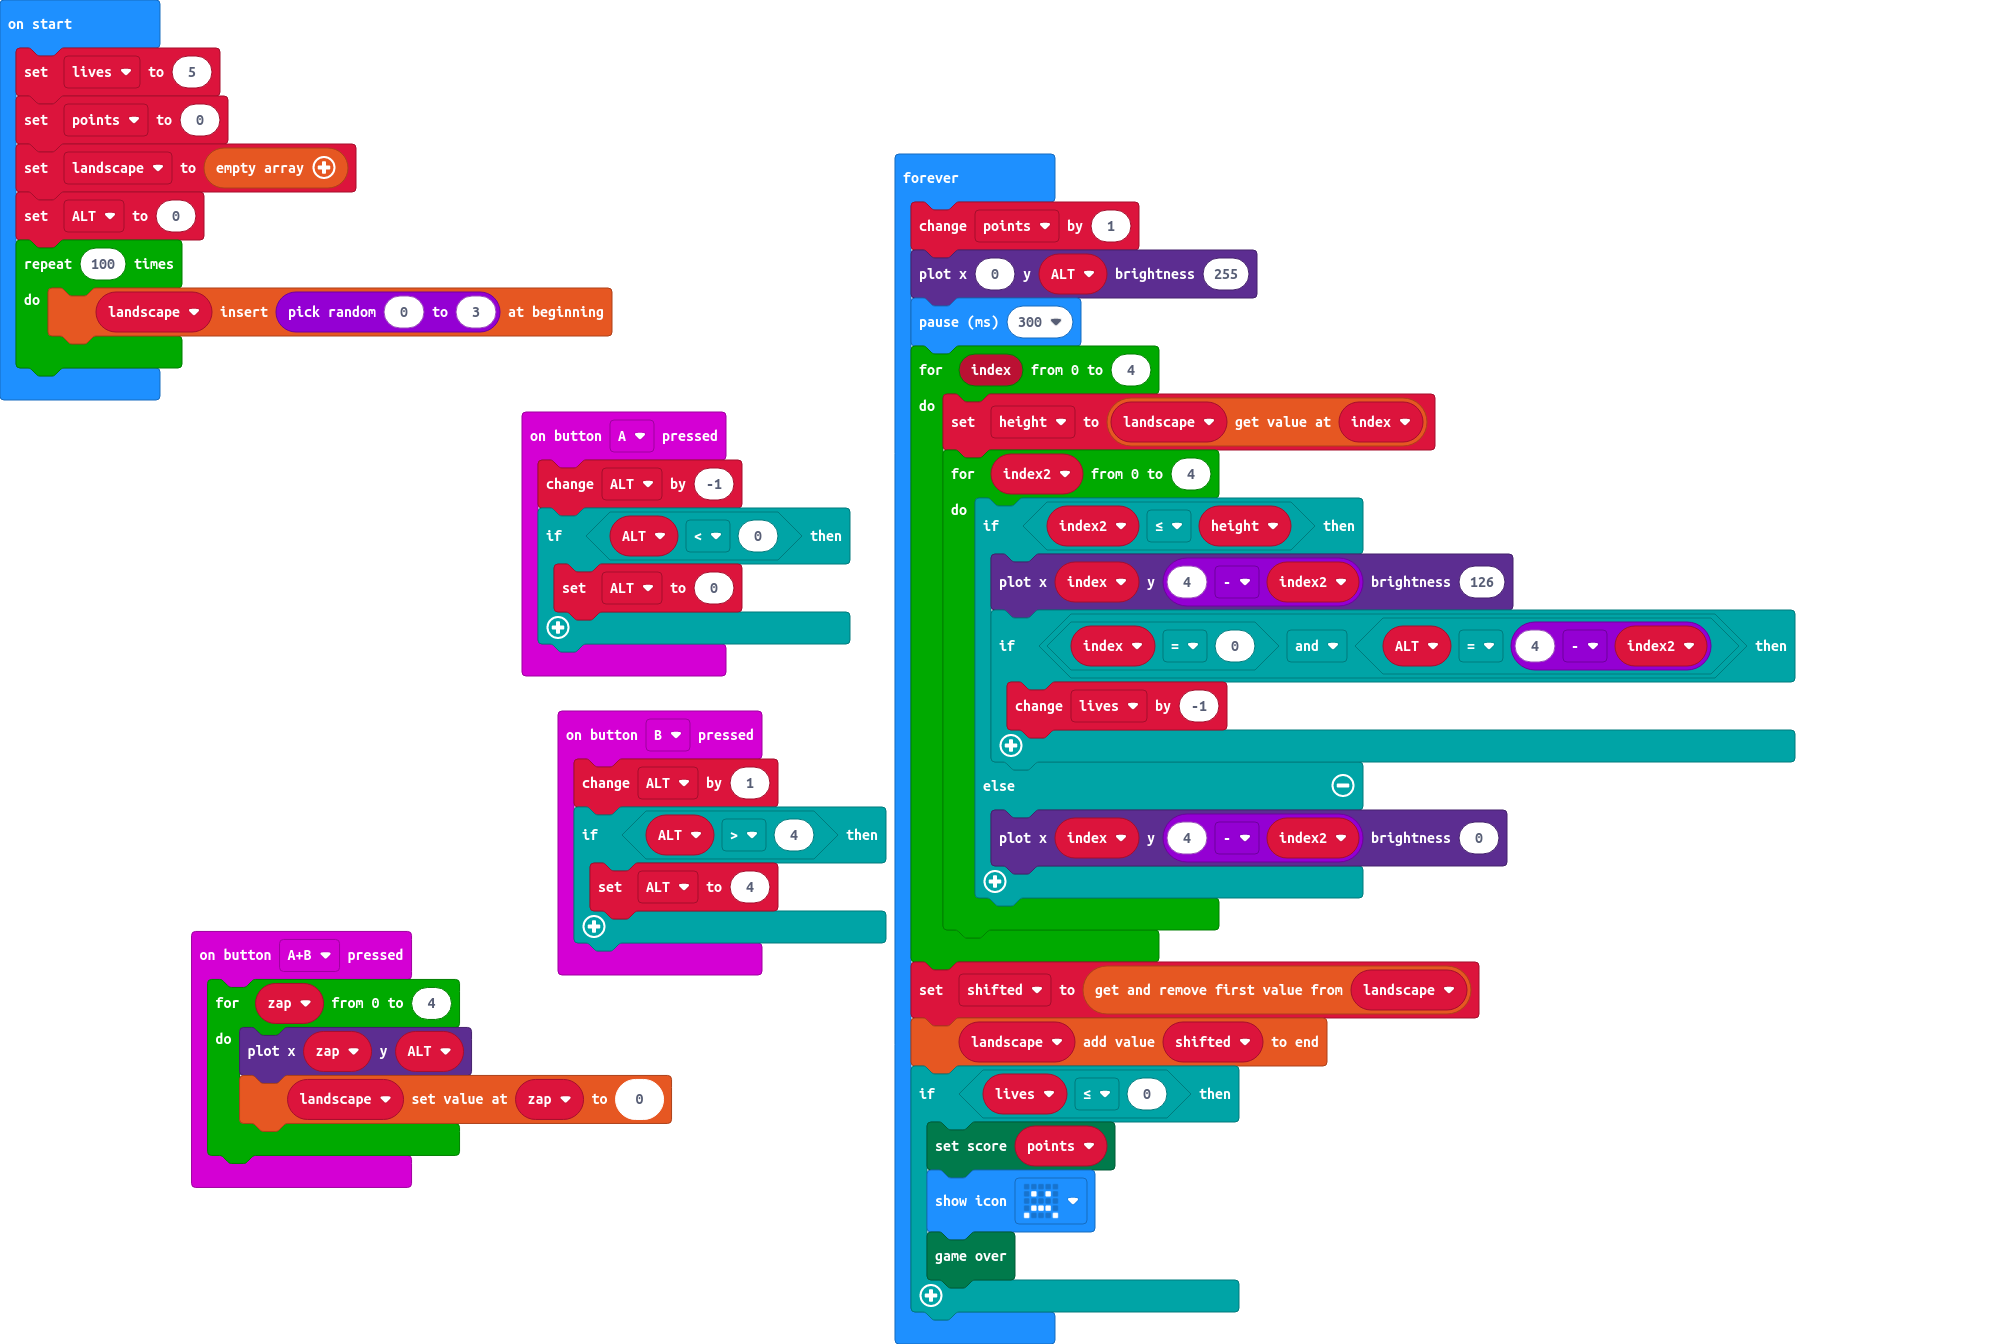 on start
set lives to 5
set points to 0
set landscape to empty array
set ALT to 0
repeat 100 times
do
landscape insert pick random 0 to 3 at beginning
on button A pressed
change ALT by -1
if ALT < 0 then
set ALT to 0
on button B pressed
change ALT by 1
if ALT > 4 then
set ALT to 4
on button A+B pressed
for zap from 0 to 4
do
plot x zap y ALT
landscape set value at zap to 0
forever
change points by 1
plot x 0 y ALT brightness 255
pause (ms) 300
for index from 0 to 4
do
set height to landscape get value at index
for index2 from 0 to 4
do
if index2 ≤ height then
plot x index y 4 - index2 brightness 126
if index = 0 and ALT = 4 - index2 then
change lives by -1
else
plot x index y 4 - index2 brightness 0
set shifted to get and remove first value from landscape
landscape add value shifted to end
if lives ≤ 0 then
set score points
show icon
game over